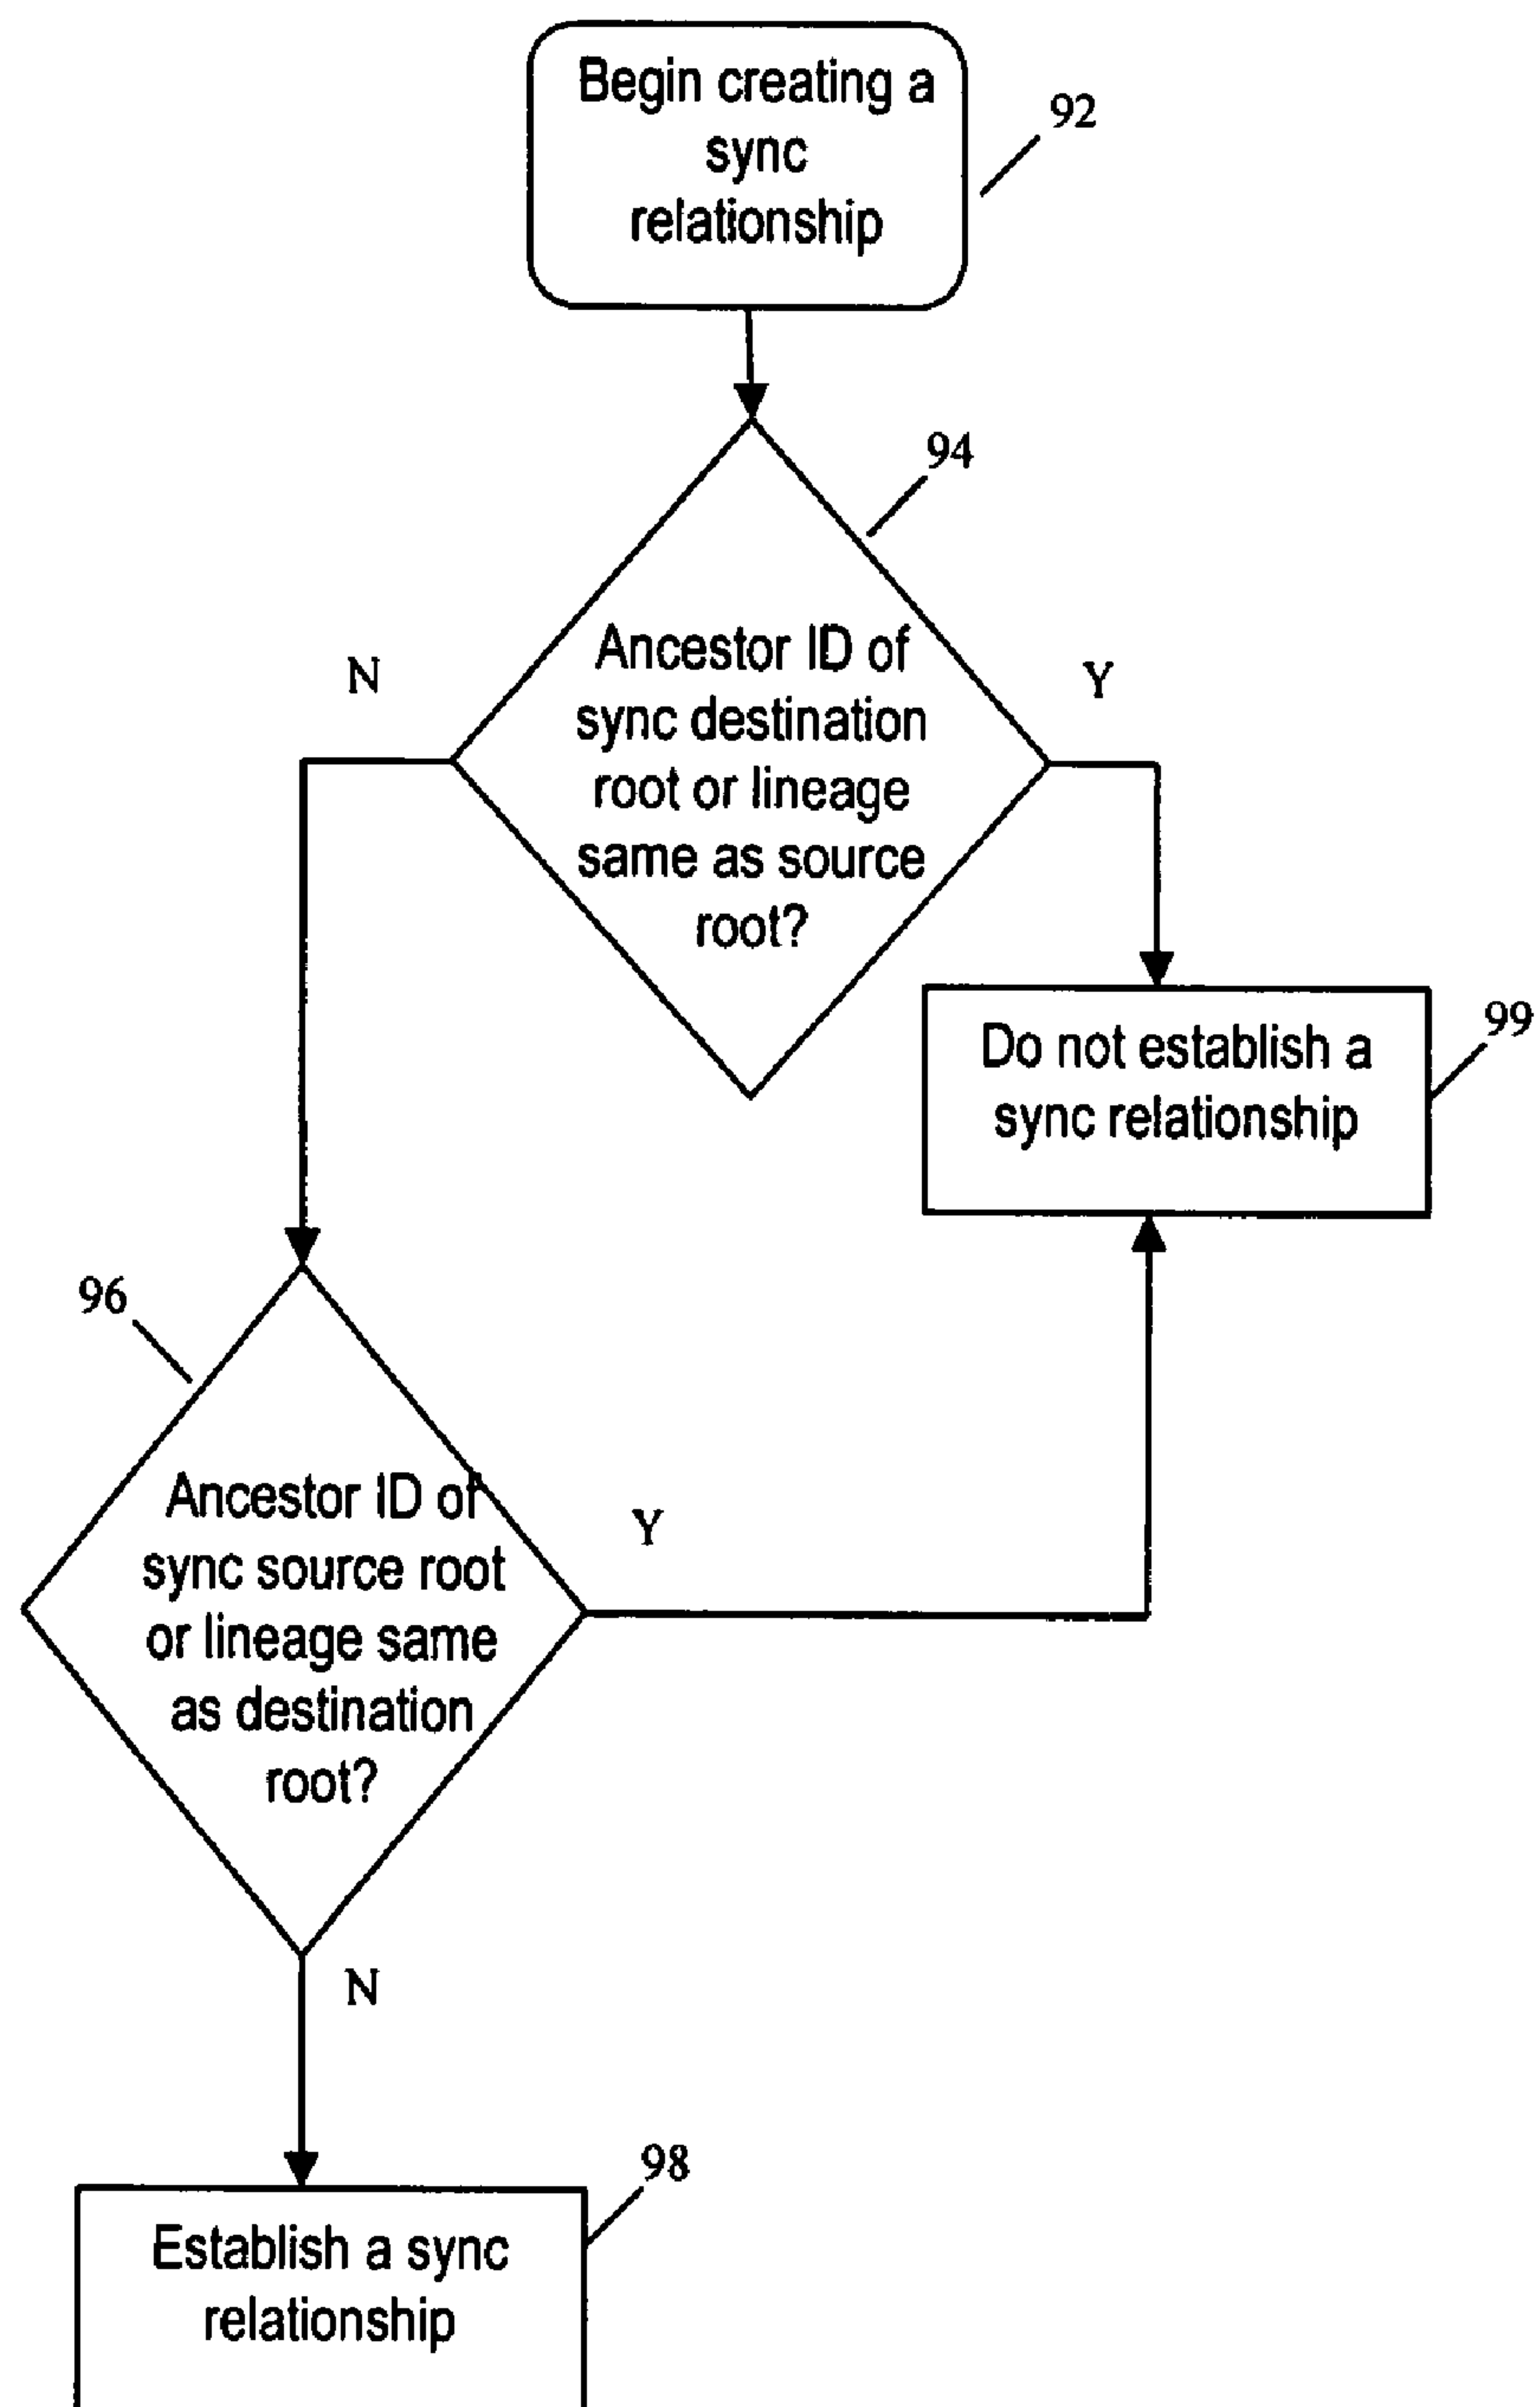 Begin creating a
sync
relationship
92
94
Ancestor ID of
sync destination
root or lineage
same as source
root?
N
Y
Do not establish a
sync relationship
99
96
Ancestor ID of
sync source root
or lineage same
as destination
root?
Y
N
98
Establish a sync
relationship